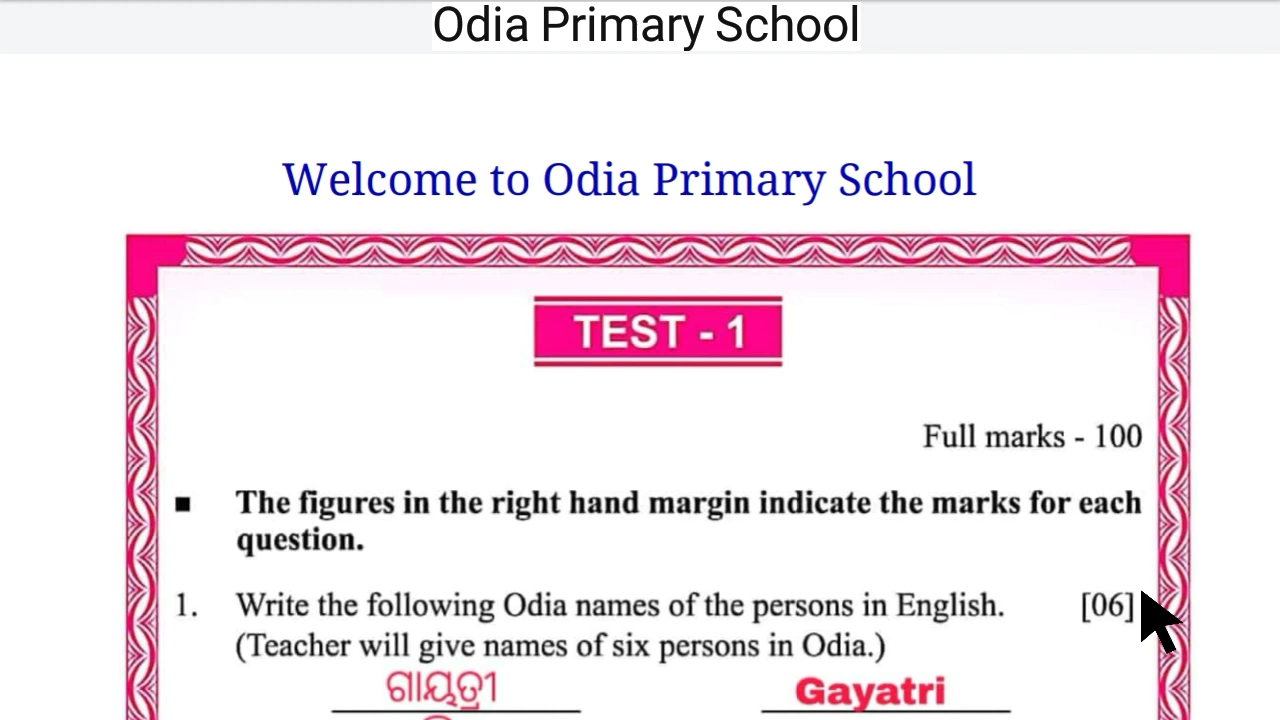 Odia Primary School
Welcome to Odia Primary School
TEST - 1
Full marks - 100
■ The figures in the right hand margin indicate the marks for each
question.
1. Write the following Odia names of the persons in English. [06]
(Teacher will give names of six persons in Odia.)
ଗାୟତ୍ରୀ Gayatri